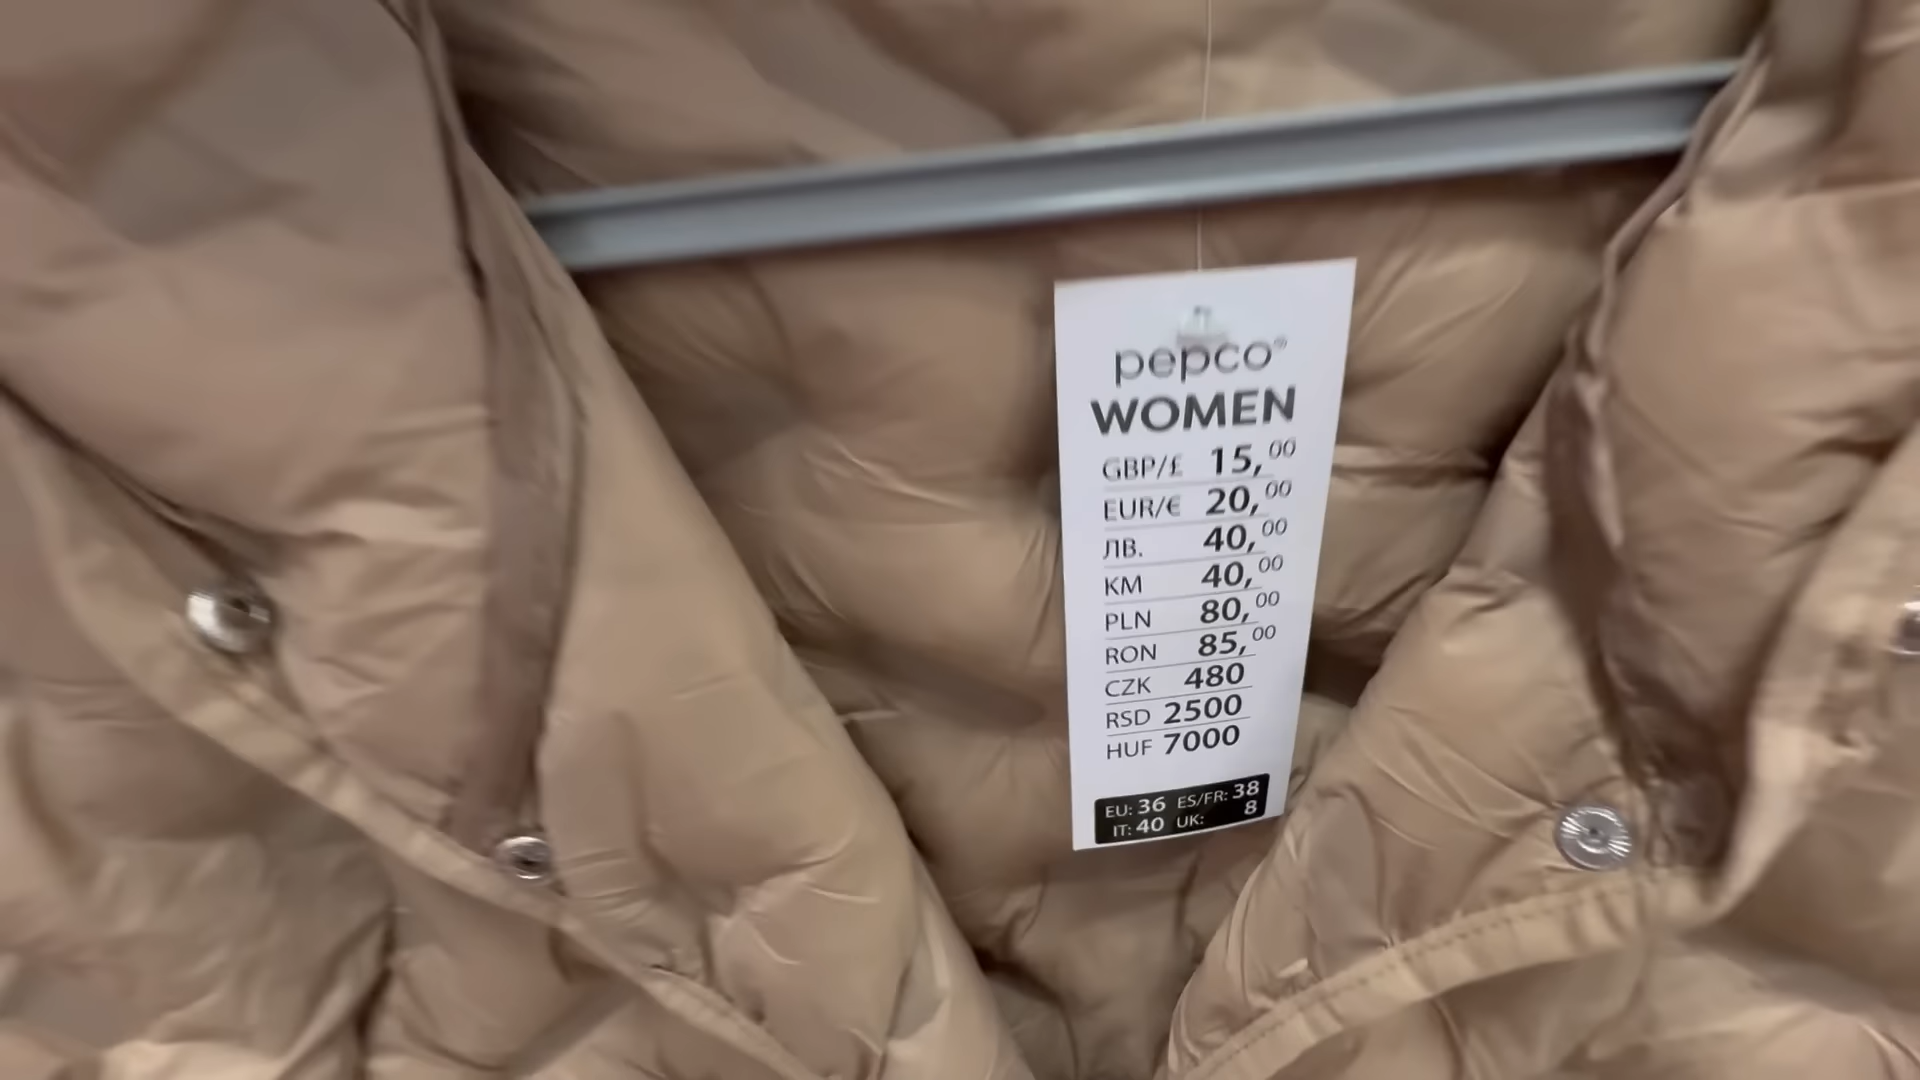 pepco®
WOMEN
GBP/£ 15,00
EUR/€ 20,00
ЛВ. 40,00
KM 40,00
PLN 80,00
RON 85,00
CZK 480
RSD 2500
HUF 7000
EU: 36 ES/FR: 38
IT: 40 UK: 8